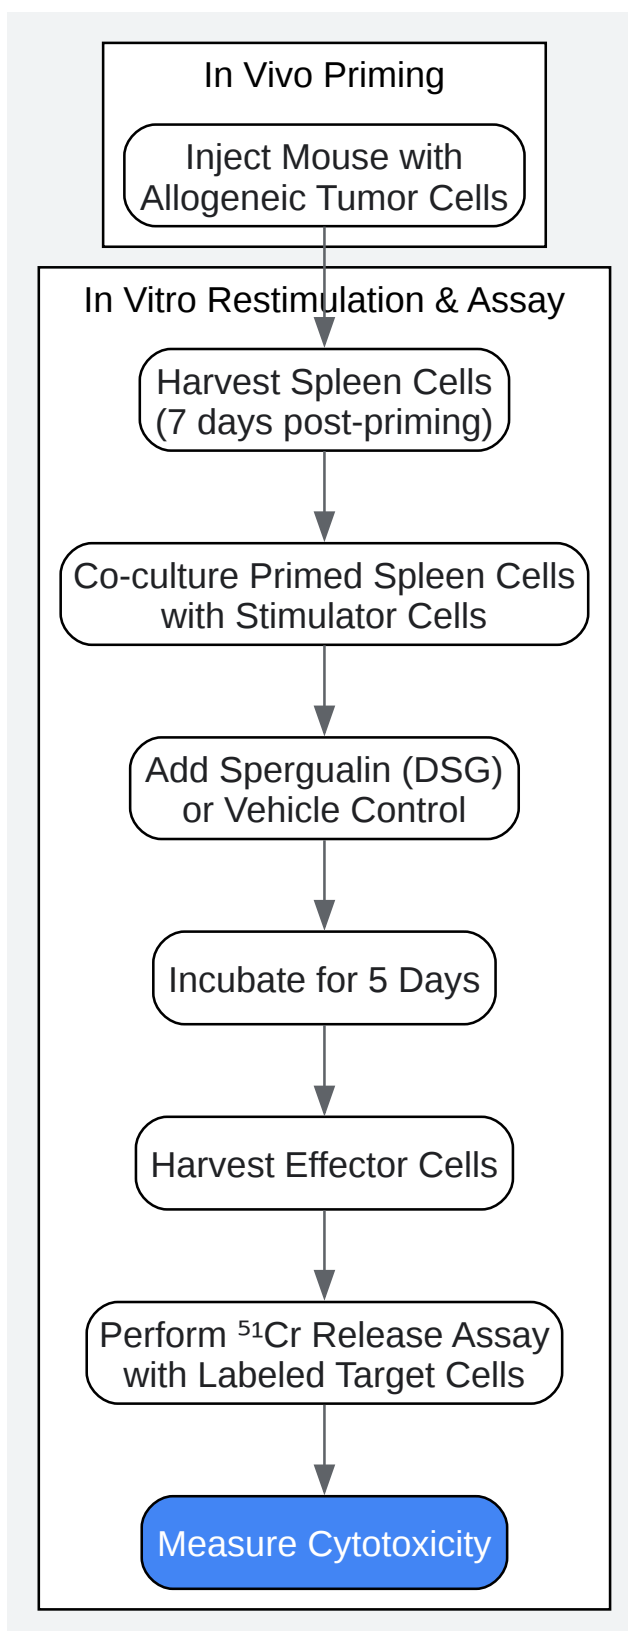 In Vivo Priming
Inject Mouse with
Allogeneic Tumor Cells
In Vitro Restimulation & Assay
Harvest Spleen Cells
(7 days post-priming)
Co-culture Primed Spleen Cells
with Stimulator Cells
Add Spergualin (DSG)
or Vehicle Control
Incubate for 5 Days
Harvest Effector Cells
Perform ⁵¹Cr Release Assay
with Labeled Target Cells
Measure Cytotoxicity